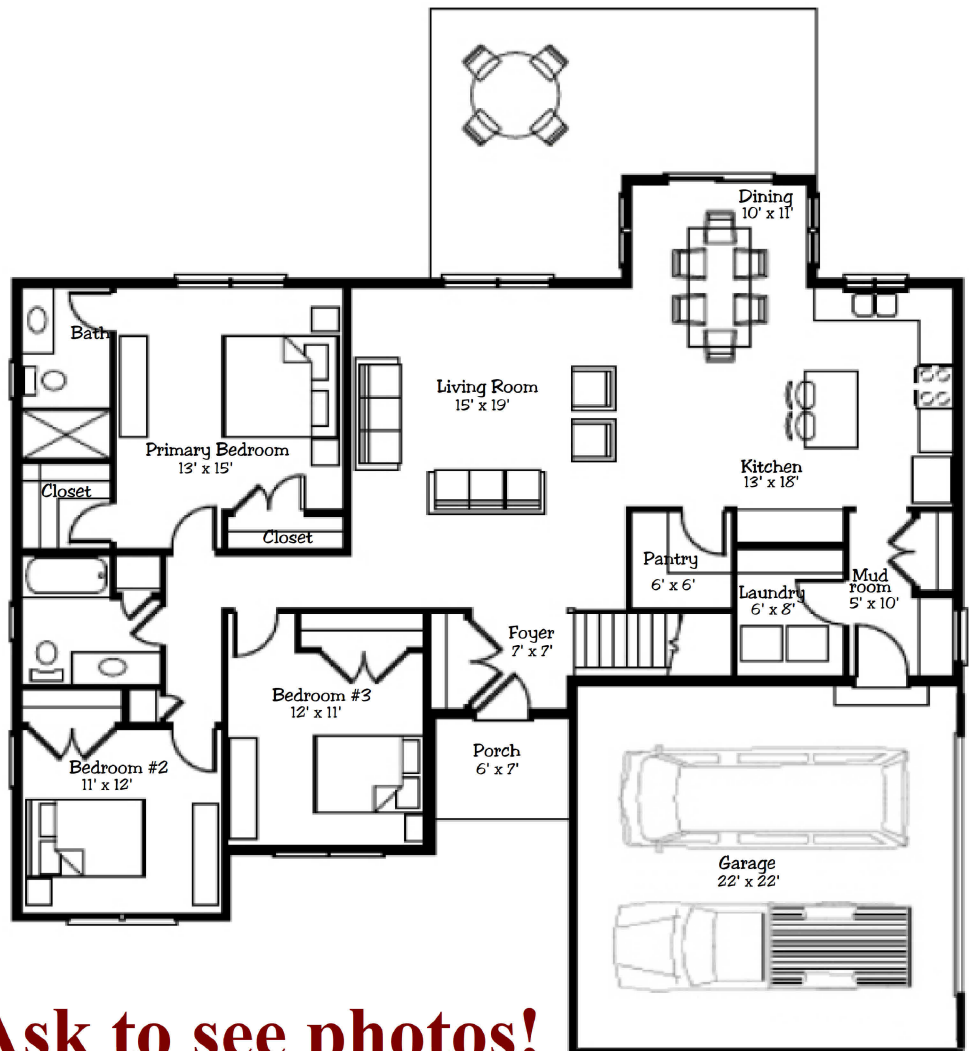 Dining
10' x 11'
Bath
Living Room
15' x 19'
Primary Bedroom
13' x 15'
Kitchen
13' x 18'
Closet
Closet
Pantry
6' x 6'
Laundry
6' x 8'
Mud
room
5' x 10'
Foyer
7' x 7'
Bedroom #3
12' x 11'
Porch
6' x 7'
Bedroom #2
11' x 12'
Garage
22' x 22'
Ask to see photos!